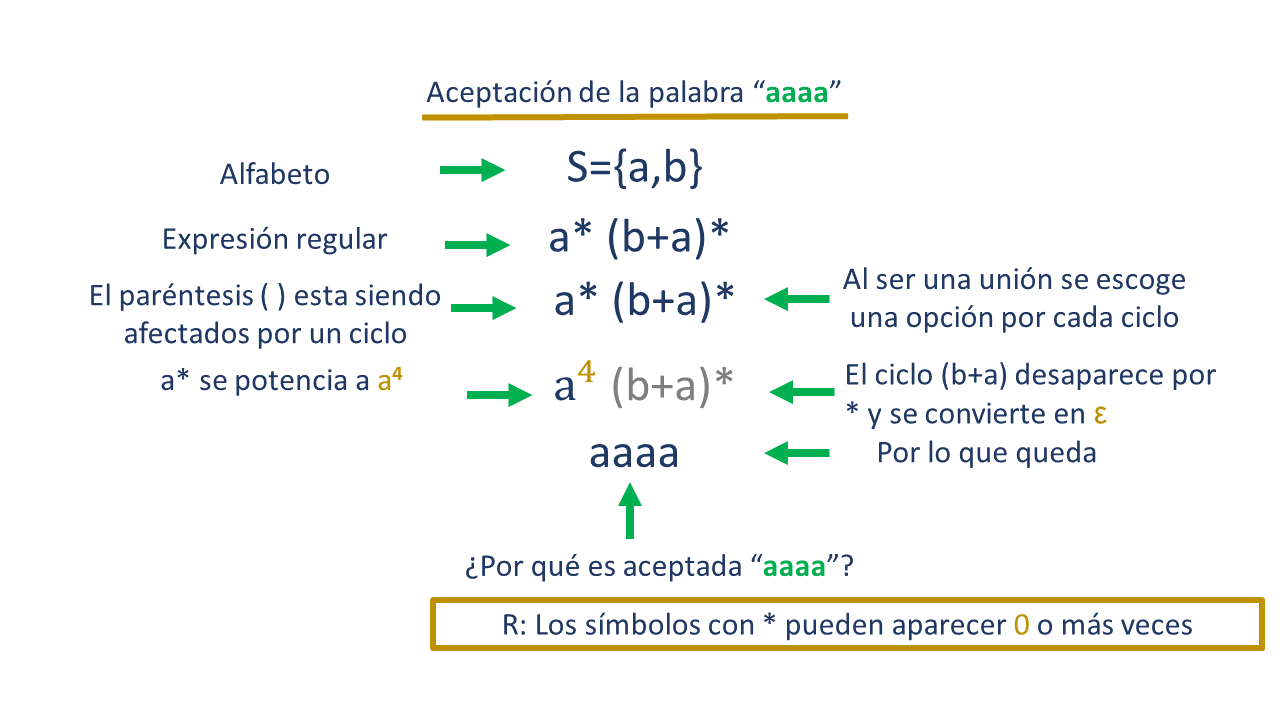 Aceptación de la palabra “aaaa”
Alfabeto
S={a,b}
Expresión regular
a* (b+a)*
El paréntesis ( ) esta siendo
afectados por un ciclo
a* (b+a)*
Al ser una unión se escoge
una opción por cada ciclo
a* se potencia a a⁴
a⁴ (b+a)*
El ciclo (b+a) desaparece por
* y se convierte en ε
aaaa
Por lo que queda
¿Por qué es aceptada “aaaa”?
R: Los símbolos con * pueden aparecer 0 o más veces